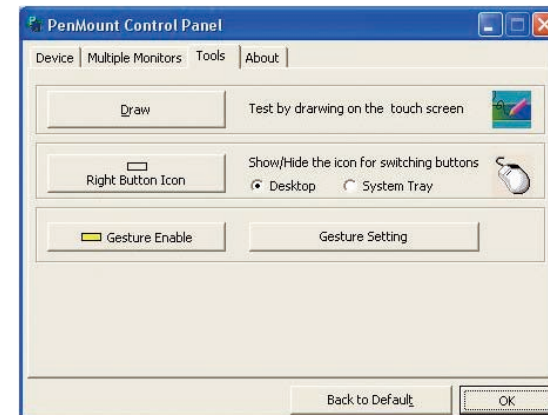 PenMount Control Panel
Device Multiple Monitors Tools About
Draw Test by drarwing on the touch screen
Right Button Icon Show/Hide the icon for switching buttons
Desktop System Tray
Gesture Enable Gesture Setting
Back to Default OK